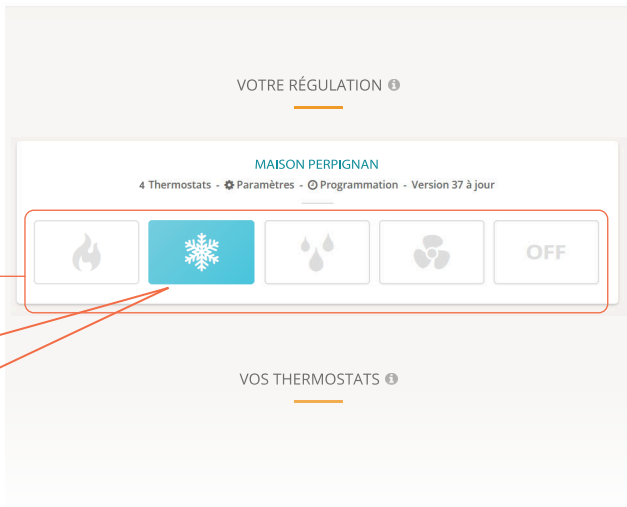 VOTRE RÉGULATION
MAISON PERPIGNAN
4 Thermostats - Paramètres - Programmation - Version 37 à jour
OFF
VOS THERMOSTATS